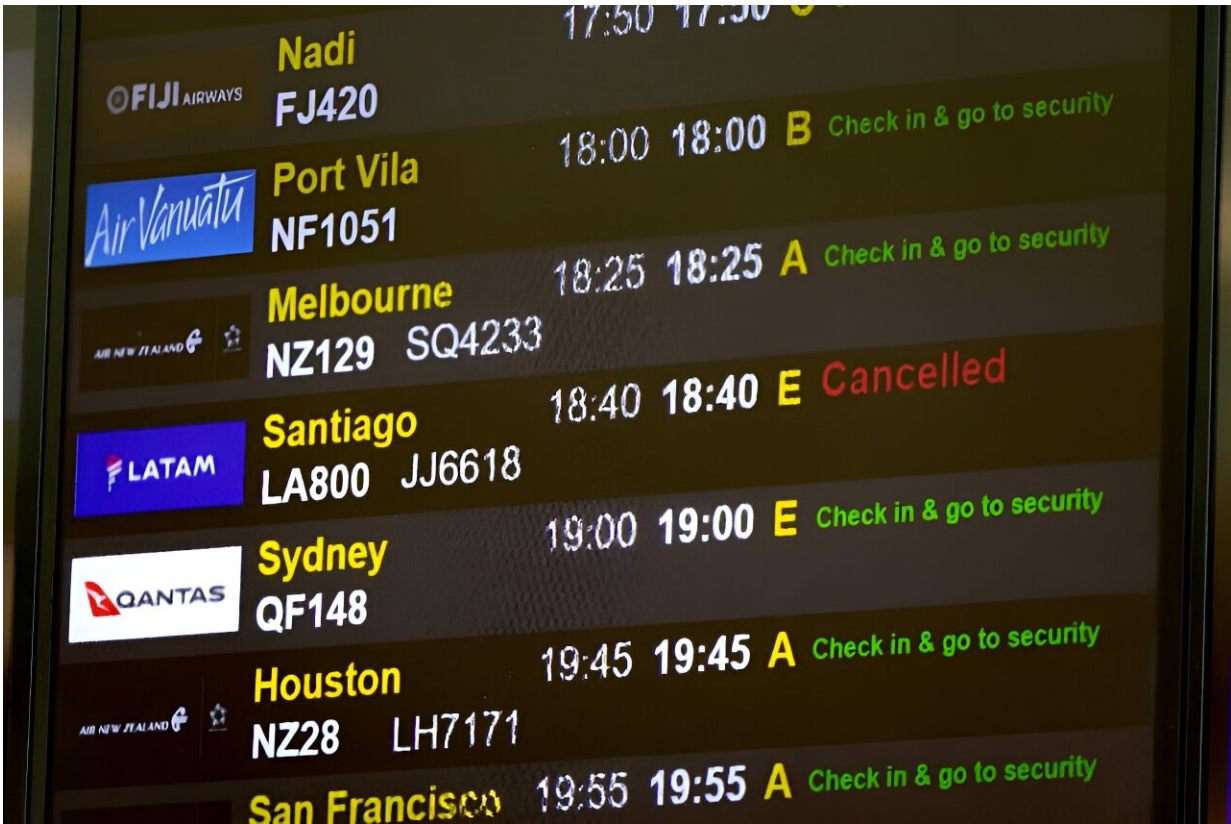 Nadi 17:50 17:50
FIJI AIRWAYS
FJ420
Port Vila 18:00 18:00 B Check in & go to security
Air Vanuatu
NF1051
Melbourne 18:25 18:25 A Check in & go to security
AIR NEW ZEALAND
NZ129 SQ4233
Santiago 18:40 18:40 E Cancelled
LATAM
LA800 JJ6618
Sydney 19:00 19:00 E Check in & go to security
QANTAS
QF148
Houston 19:45 19:45 A Check in & go to security
AIR NEW ZEALAND
NZ28 LH7171
San Francisco 19:55 19:55 A Check in & go to security